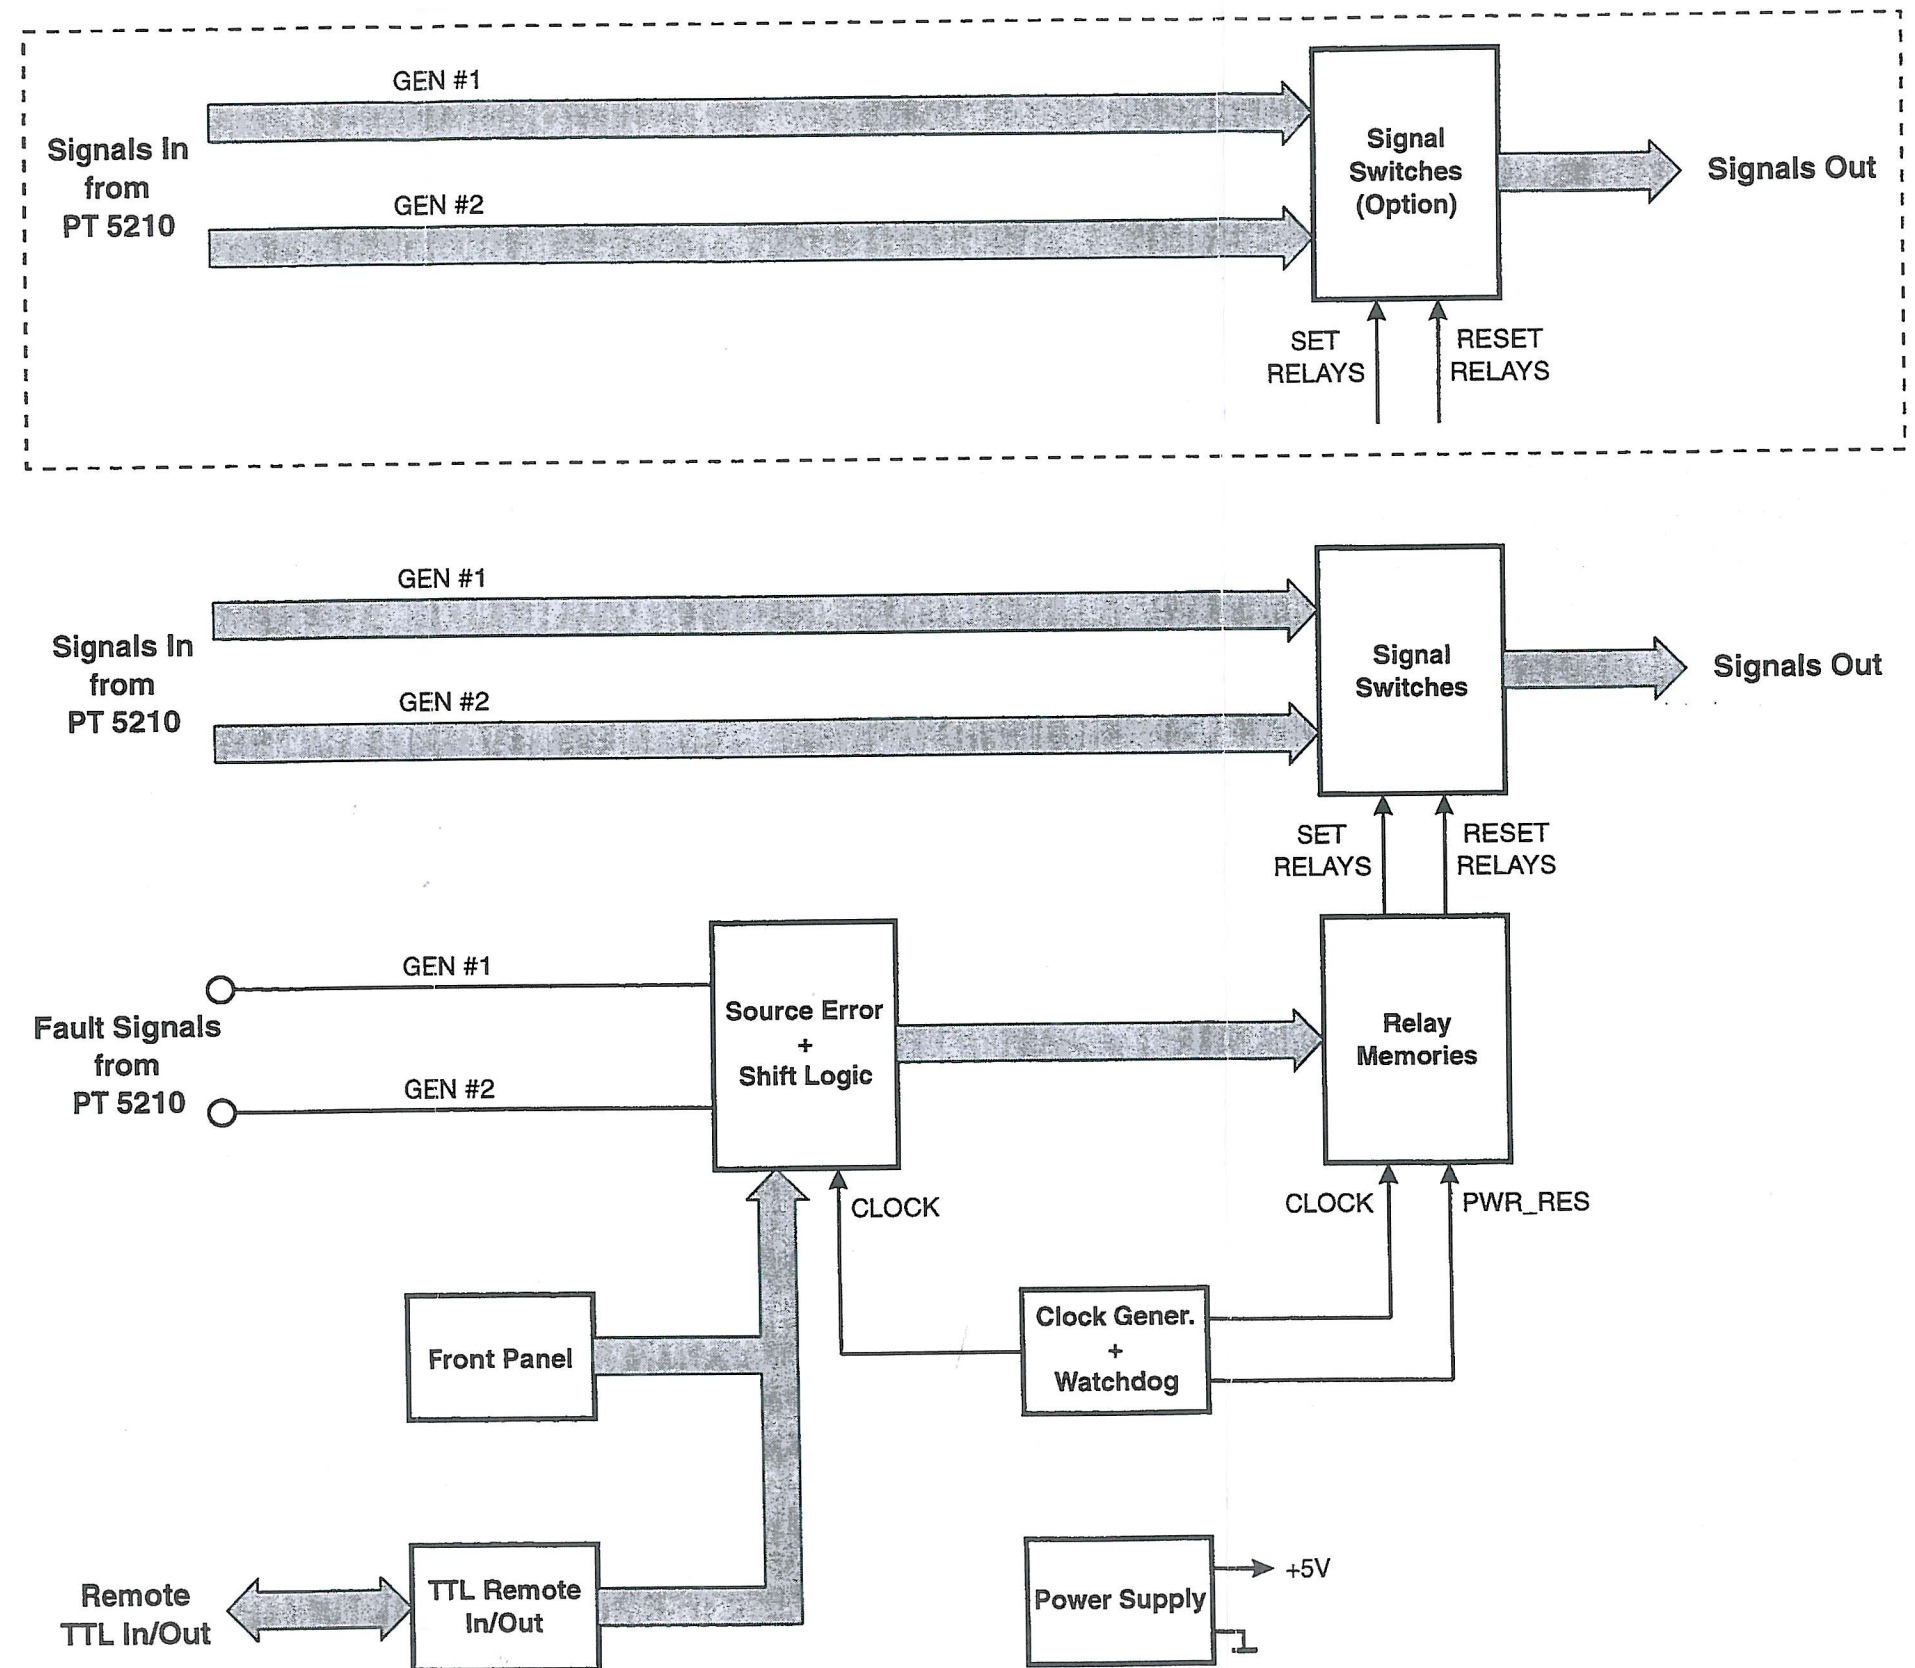 GEN #1
Signals In
from
PT 5210
GEN #2
Signal
Switches
(Option)
Signals Out
SET
RELAYS
RESET
RELAYS
GEN #1
Signals In
from
PT 5210
GEN #2
Signal
Switches
Signals Out
SET
RELAYS
RESET
RELAYS
GEN #1
Fault Signals
from
PT 5210
GEN #2
Source Error
+
Shift Logic
Relay
Memories
CLOCK
CLOCK
PWR_RES
Front Panel
Clock Gener.
+
Watchdog
Remote
TTL In/Out
TTL Remote
In/Out
Power Supply
+5V